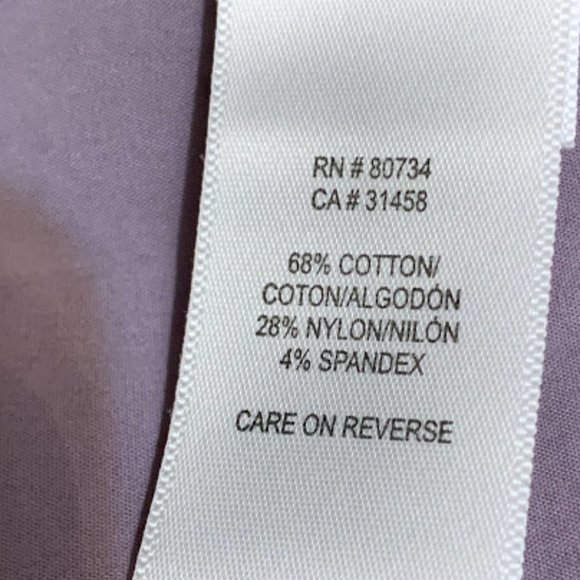 RN # 80734
CA # 31458
68% COTTON/
COTON/ALGODÓN
28% NYLON/NILÓN
4% SPANDEX
CARE ON REVERSE